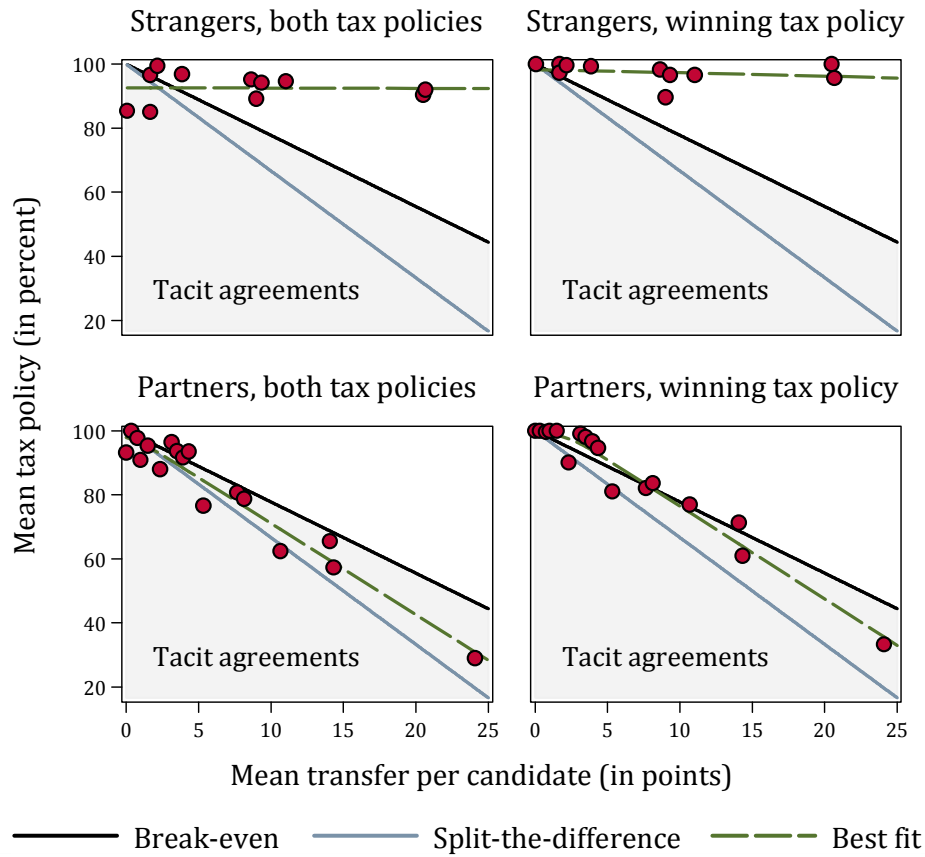 Strangers, both tax policies
Strangers, winning tax policy
100
80
60
40
20
Tacit agreements
Tacit agreements
Mean tax policy (in percent)
Partners, both tax policies
Partners, winning tax policy
100
80
60
40
20
Tacit agreements
Tacit agreements
0 5 10 15 20 25
0 5 10 15 20 25
Mean transfer per candidate (in points)
Break-even Split-the-difference Best fit